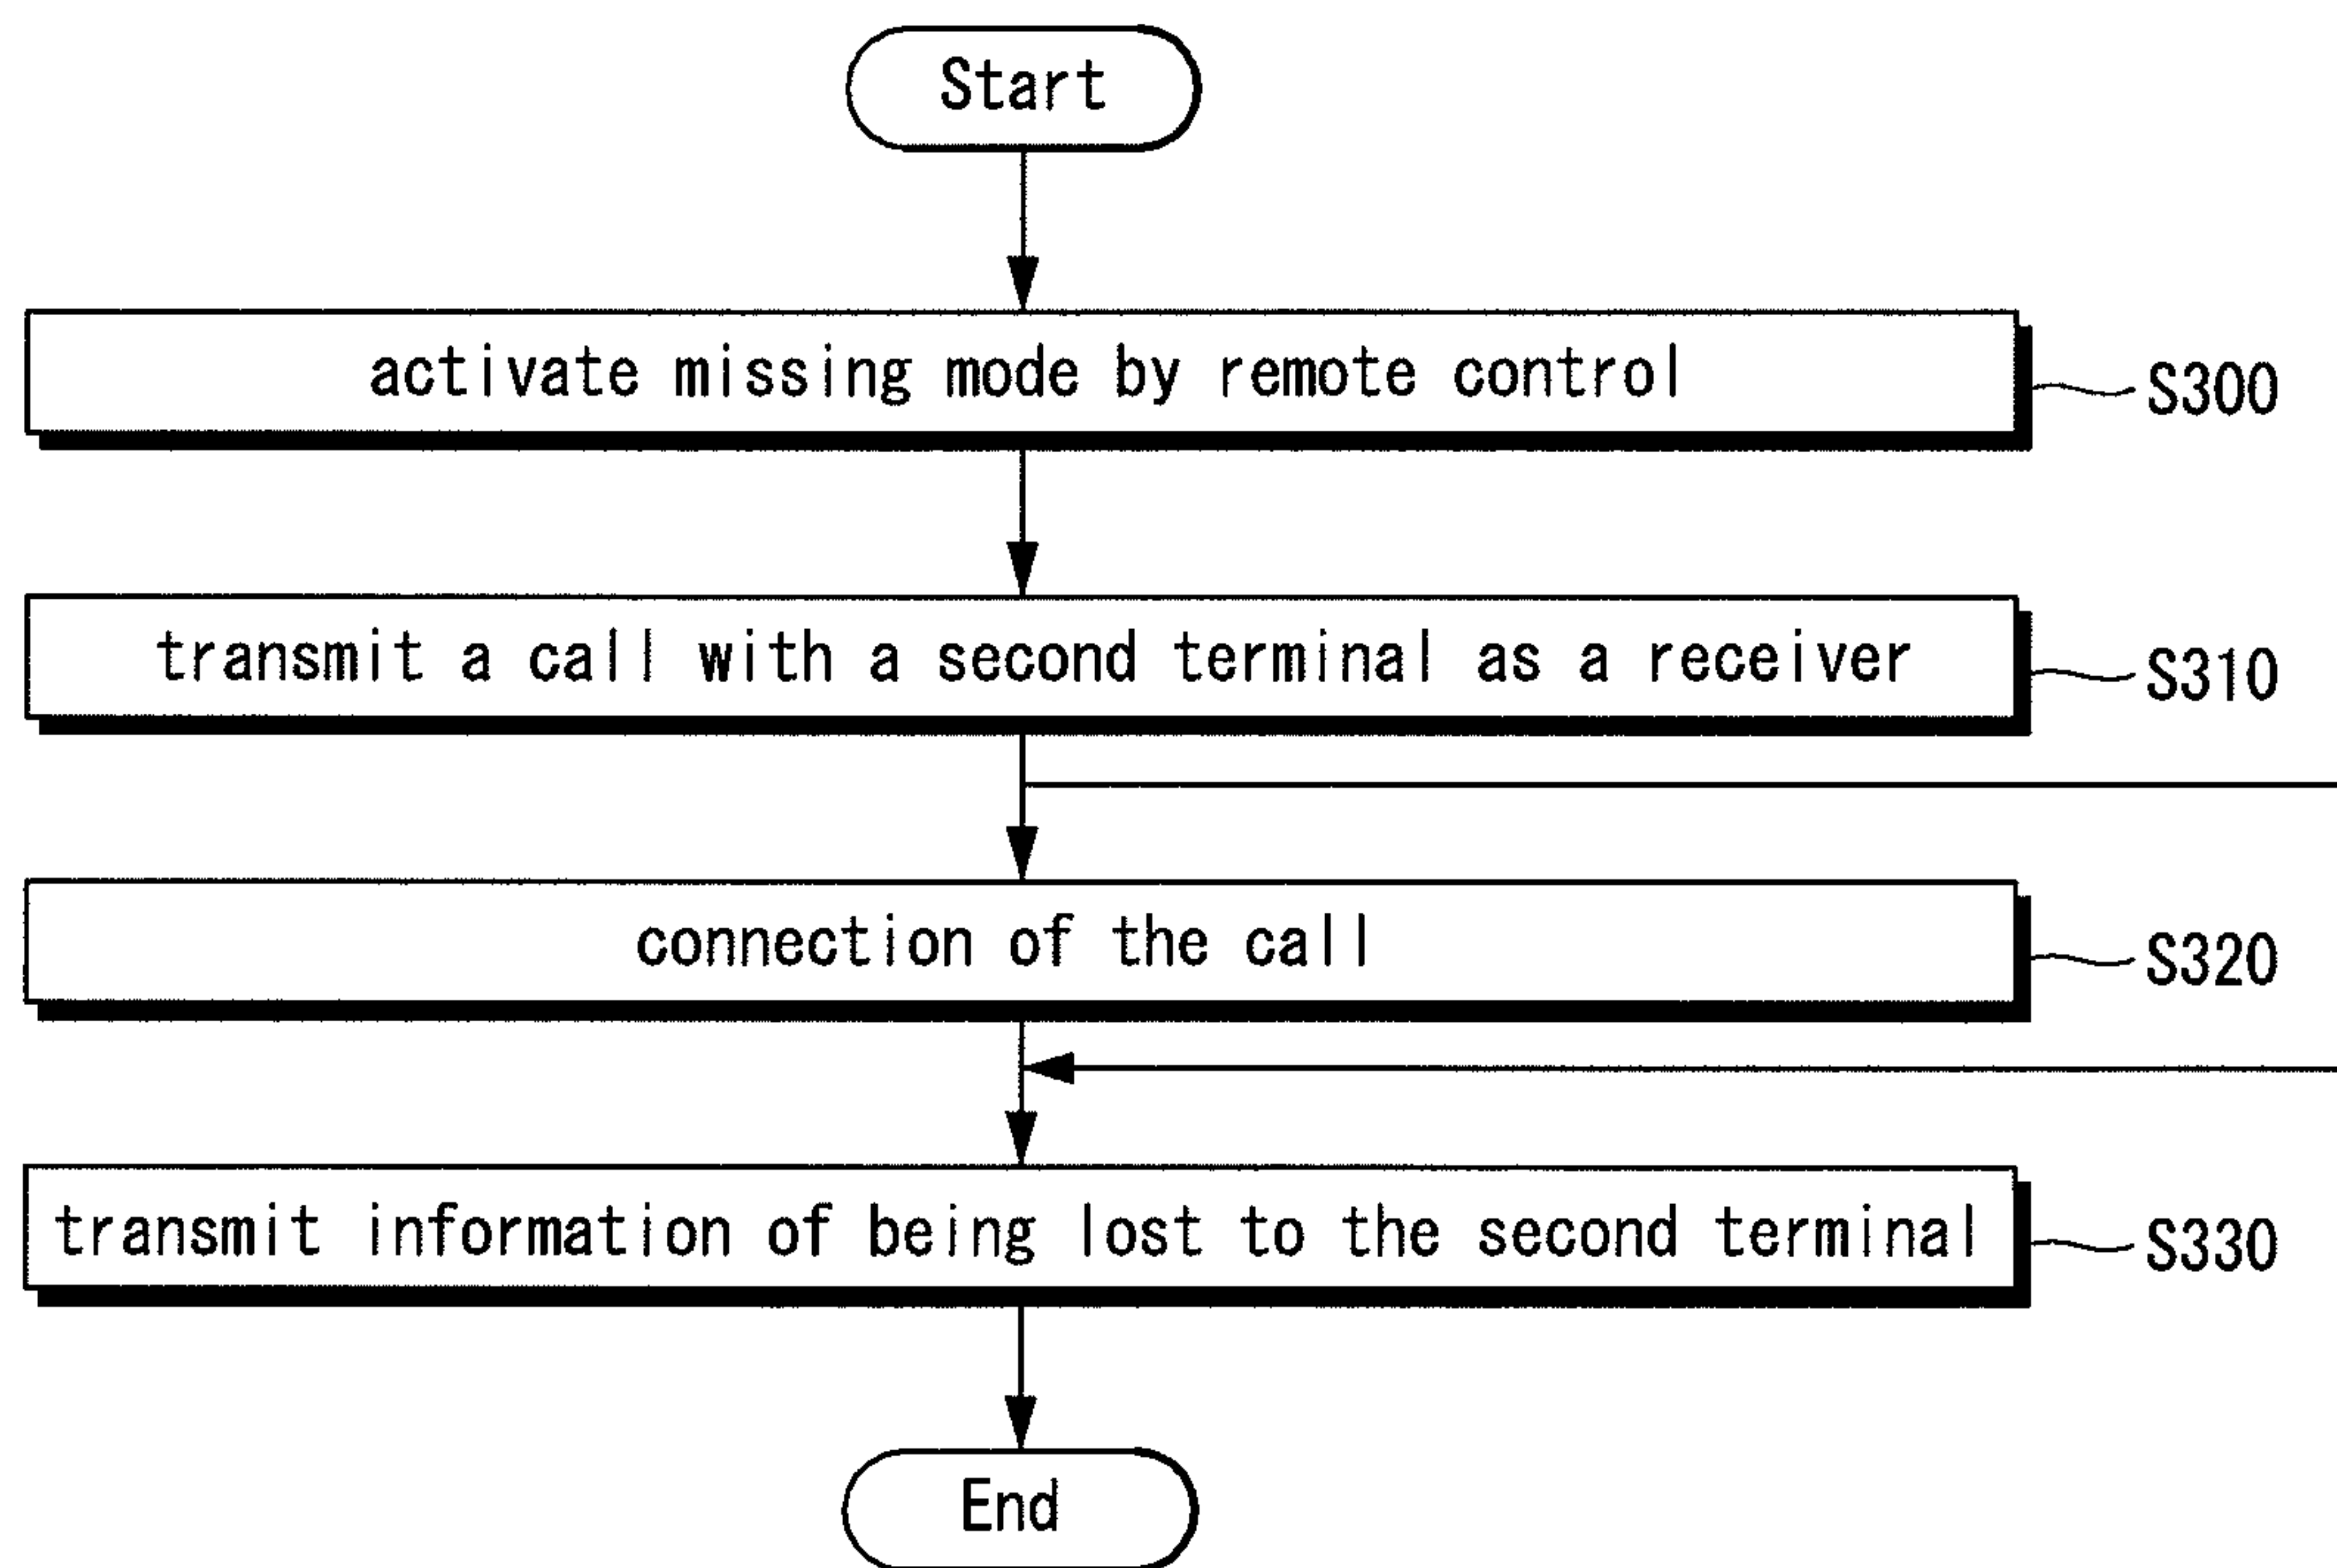 Start
activate missing mode by remote control
S300
transmit a call with a second terminal as a receiver
S310
connection of the call
S320
transmit information of being lost to the second terminal
S330
End